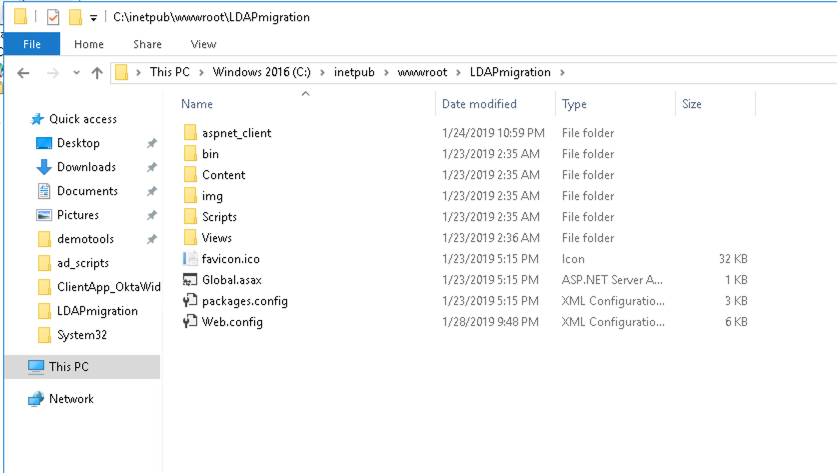 C:\inetpub\wwwroot\LDAPmigration
File Home Share View
This PC Windows 2016 (C:) inetpub wwwroot LDAPmigration
Name Date modified Type Size
Quick access
Desktop
Downloads
Documents
Pictures
demotools
ad_scripts
ClientApp_OktaWid
LDAPmigration
System32
This PC
Network
aspnet_client 1/24/2019 10:59 PM File folder
bin 1/23/2019 2:35 AM File folder
Content 1/23/2019 2:35 AM File folder
img 1/23/2019 2:35 AM File folder
Scripts 1/23/2019 2:35 AM File folder
Views 1/23/2019 2:36 AM File folder
favicon.ico 1/23/2019 5:15 PM Icon 32 KB
Global.asax 1/23/2019 5:15 PM ASP.NET Server A... 1 KB
packages.config 1/23/2019 5:15 PM XML Configuratio... 3 KB
Web.config 1/28/2019 9:48 PM XML Configuratio... 6 KB